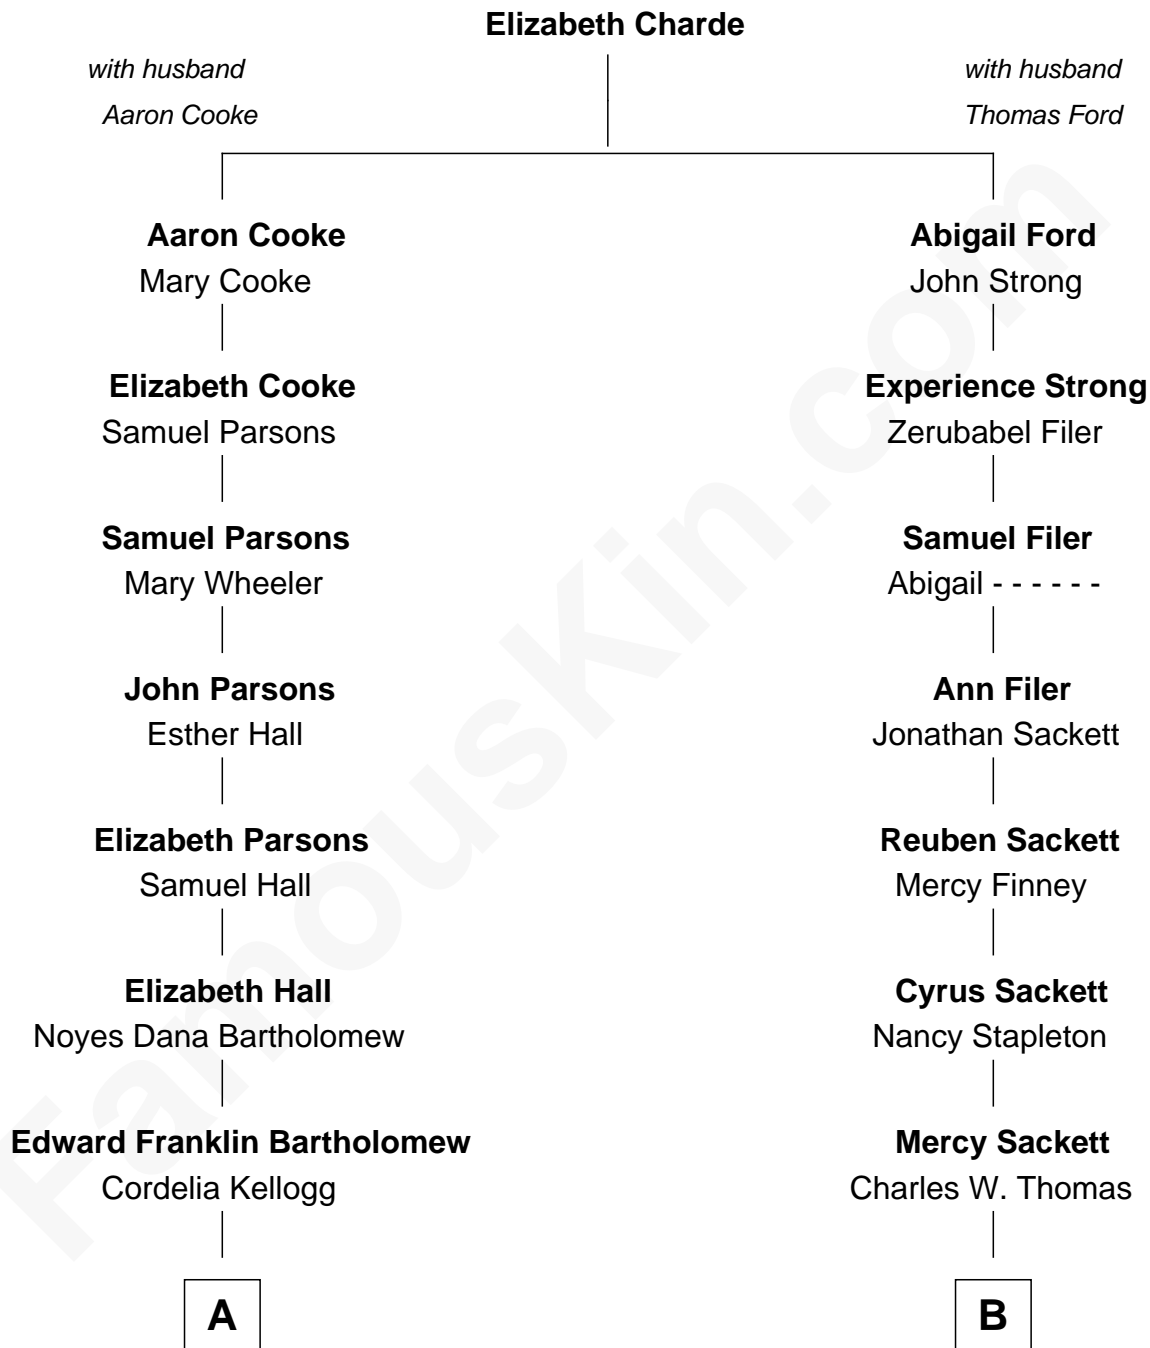 Elizabeth Charde
with husband
Aaron Cooke
with husband
Thomas Ford
Aaron Cooke
Mary Cooke
Abigail Ford
John Strong
Elizabeth Cooke
Samuel Parsons
Experience Strong
Zerubabel Filer
Samuel Parsons
Mary Wheeler
Samuel Filer
Abigail - - - - - -
John Parsons
Esther Hall
Ann Filer
Jonathan Sackett
Elizabeth Parsons
Samuel Hall
Reuben Sackett
Mercy Finney
Elizabeth Hall
Noyes Dana Bartholomew
Cyrus Sackett
Nancy Stapleton
Edward Franklin Bartholomew
Cordelia Kellogg
Mercy Sackett
Charles W. Thomas
A
B
FamousKin.com